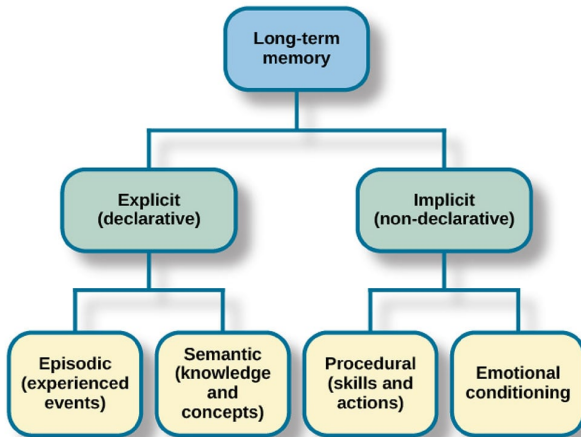 Long-term
memory
Explicit
(declarative)
Implicit
(non-declarative)
Episodic
(experienced
events)
Semantic
(knowledge
and
concepts)
Procedural
(skills and
actions)
Emotional
conditioning